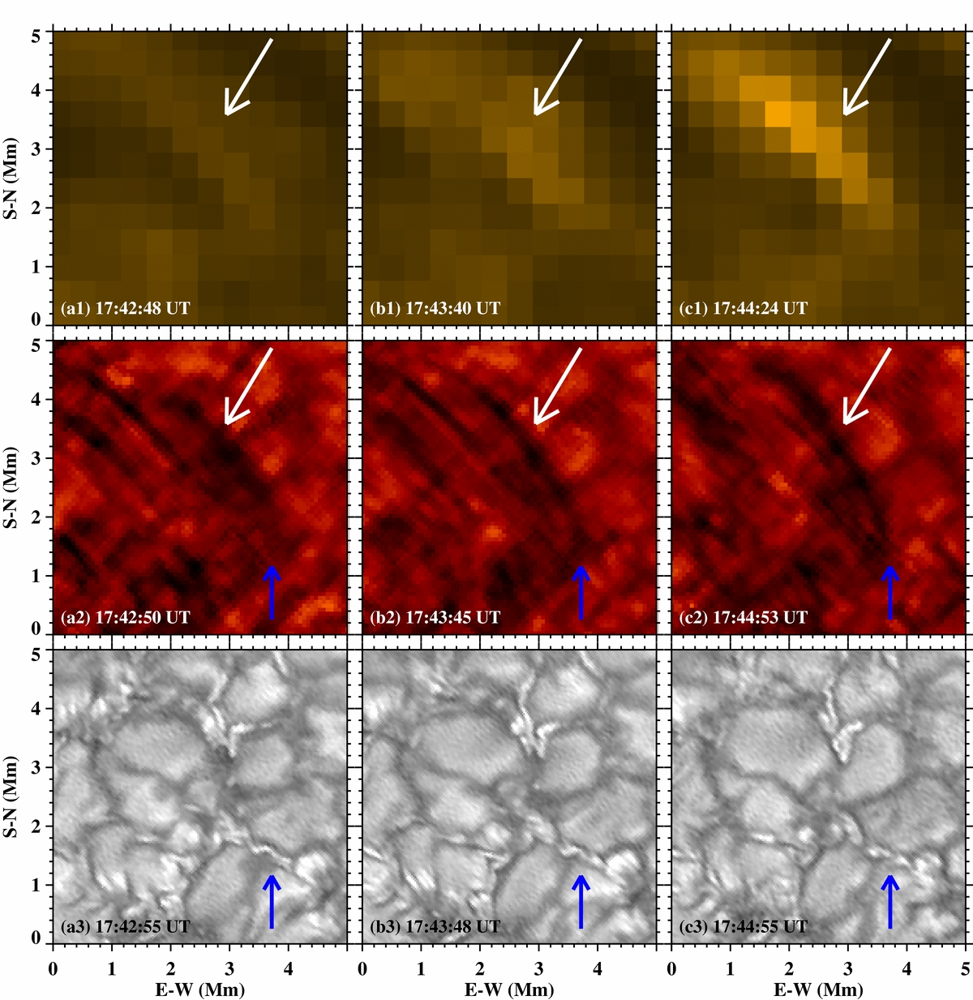 5
4
3
2
1
0
S-N (Mm)
(a1) 17:42:48 UT
(b1) 17:43:40 UT
(c1) 17:44:24 UT
5
4
3
2
1
0
S-N (Mm)
(a2) 17:42:50 UT
(b2) 17:43:45 UT
(c2) 17:44:53 UT
5
4
3
2
1
0
S-N (Mm)
(a3) 17:42:55 UT
(b3) 17:43:48 UT
(c3) 17:44:55 UT
0 1 2 3 4 0 1 2 3 4 0 1 2 3 4 5
E-W (Mm) E-W (Mm) E-W (Mm)